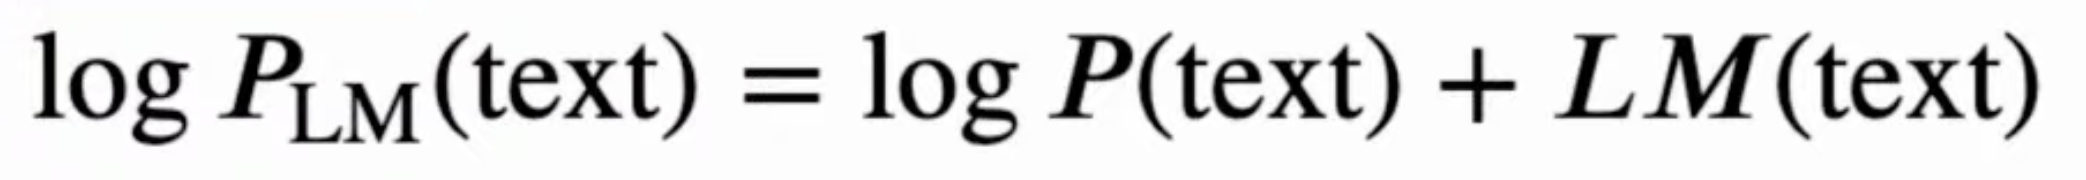 log P_LM(text) = log P(text) + LM(text)